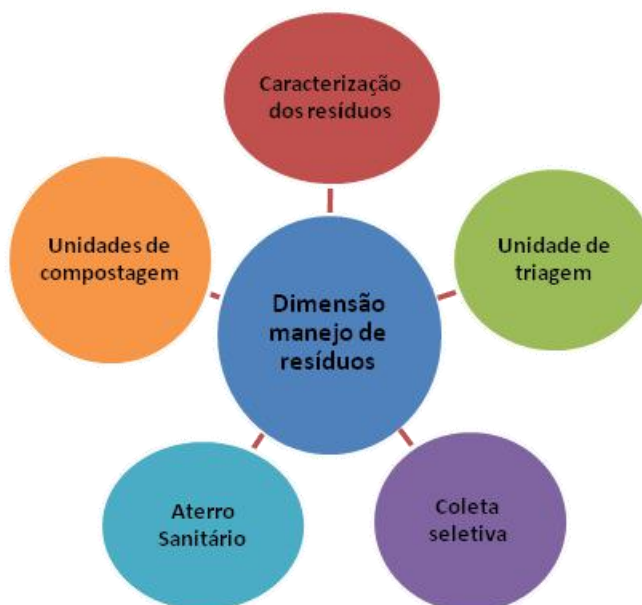 Caracterização
dos resíduos
Unidades de
compostagem
Unidade de
triagem
Dimensão
manejo de
resíduos
Aterro
Sanitário
Coleta
seletiva